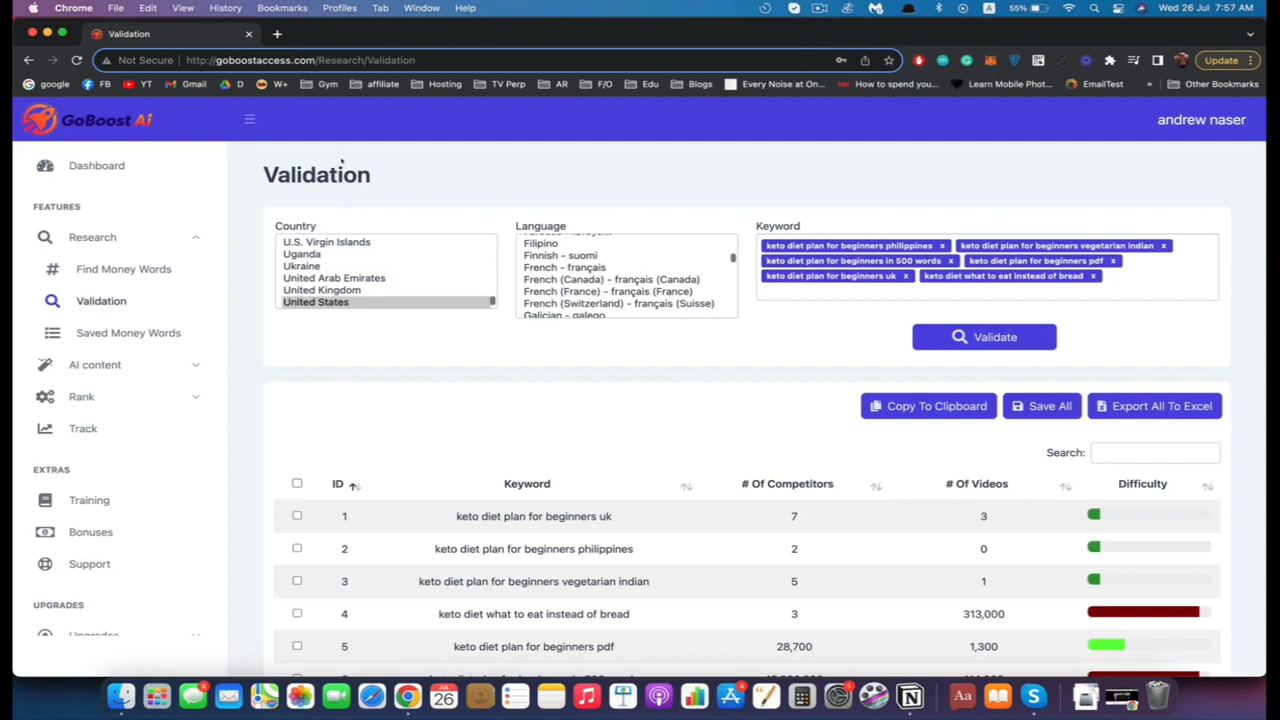 Chrome File Edit View History Bookmarks Profiles Tab Window Help A 55% Wed 26 Jul 7:57 AM
Validation
Not Secure http://goboostaccess.com/Research/Validation Update
google FB YT Gmail D W+ Gym affiliate Hosting TV Perp AR F/O Edu Blogs Every Noise at On... How to spend you... Learn Mobile Phot... EmailTest » Other Bookmarks
GoBoost Ai andrew naser
Dashboard
FEATURES
Research
Find Money Words
Validation
Saved Money Words
AI content
Rank
Track
EXTRAS
Training
Bonuses
Support
UPGRADES
Upgrades
Validation
Country
U.S. Virgin Islands
Uganda
Ukraine
United Arab Emirates
United Kingdom
United States
Language
Filipino
Finnish - suomi
French - français
French (Canada) - français (Canada)
French (France) - français (France)
French (Switzerland) - français (Suisse)
Galician - galego
Keyword
keto diet plan for beginners philippines x keto diet plan for beginners vegetarian indian x
keto diet plan for beginners in 500 words x keto diet plan for beginners pdf x
keto diet plan for beginners uk x keto diet what to eat instead of bread x
Validate
Copy To Clipboard Save All Export All To Excel
Search:
ID Keyword # Of Competitors # Of Videos Difficulty
1 keto diet plan for beginners uk 7 3
2 keto diet plan for beginners philippines 2 0
3 keto diet plan for beginners vegetarian indian 5 1
4 keto diet what to eat instead of bread 3 313,000
5 keto diet plan for beginners pdf 28,700 1,300
JUL
26 Aa